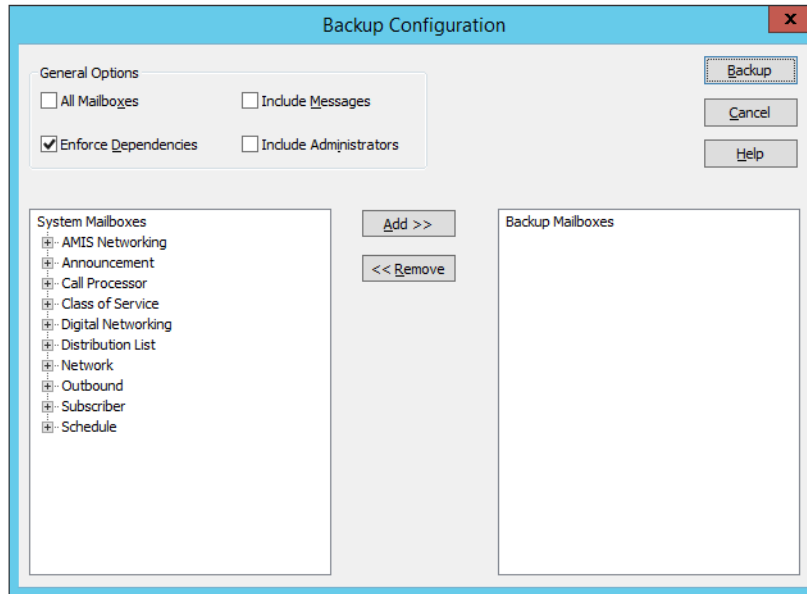 Backup Configuration
x
General Options
All Mailboxes
Include Messages
Enforce Dependencies
Include Administrators
Backup
Cancel
Help
System Mailboxes
AMIS Networking
Announcement
Call Processor
Class of Service
Digital Networking
Distribution List
Network
Outbound
Subscriber
Schedule
Add >>
<< Remove
Backup Mailboxes